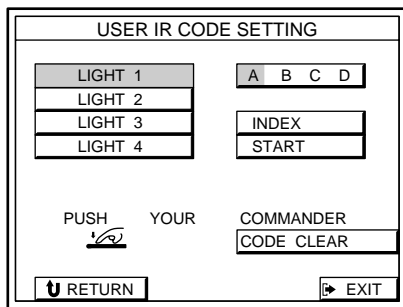 USER IR CODE SETTING
LIGHT 1
A B C D
LIGHT 2
LIGHT 3
INDEX
LIGHT 4
START
PUSH YOUR COMMANDER
CODE CLEAR
RETURN
EXIT